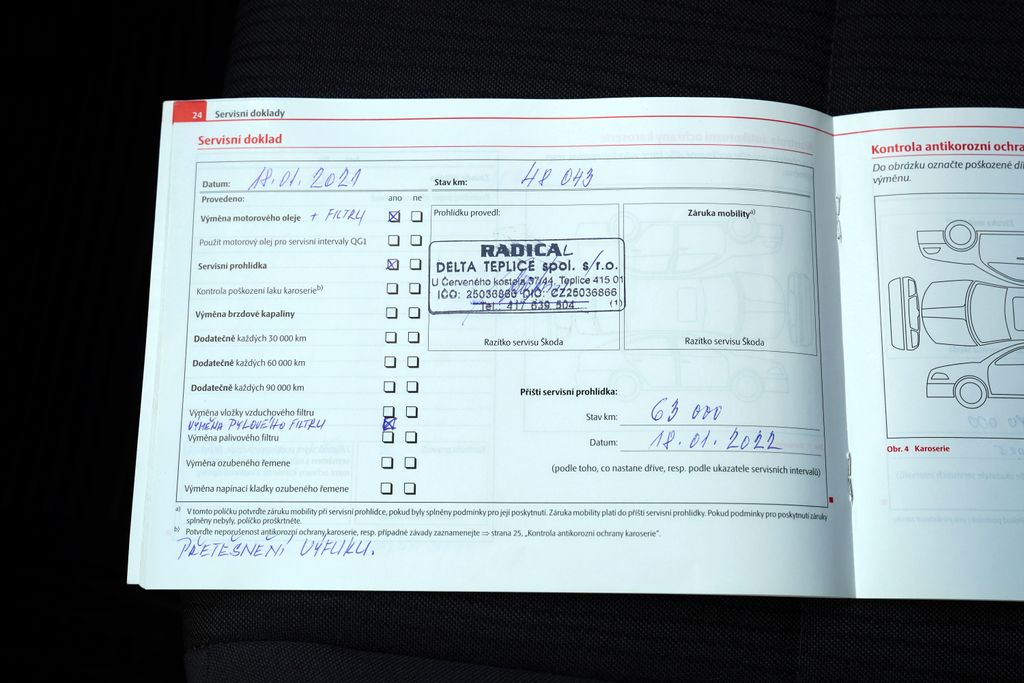 24 Servisní doklady
Servisní doklad
Datum: 18.01.2021 Stav km: 48 043
Provedeno: ano ne
Výměna motorového oleje + FILTRU
Použit motorový olej pro servisní intervaly QG1
Servisní prohlídka
Kontrola poškození laku karoserie b)
Výměna brzdové kapaliny
Dodatečně každých 30 000 km
Dodatečně každých 60 000 km
Dodatečně každých 90 000 km
Výměna vložky vzduchového filtru
VÝMĚNA PYLOVÉHO FILTRU
Výměna palivového filtru
Výměna ozubeného řemene
Výměna napínací kladky ozubeného řemene
Prohlídku provedl:
RADICAL
DELTA TEPLICE spol. s r.o.
U Červeného kostela 37/44, Teplice 415 01
IČO: 25036866 DIČ: CZ25036866
Tel.: 417 639 504 (1)
Razítko servisu Škoda
Záruka mobility a)
Razítko servisu Škoda
Příští servisní prohlídka:
Stav km: 63 000
Datum: 18.01.2022
(podle toho, co nastane dříve, resp. podle ukazatele servisních intervalů)
a) V tomto políčku potvrďte záruku mobility při servisní prohlídce, pokud byly splněny podmínky pro její poskytnutí. Záruka mobility platí do příští servisní prohlídky. Pokud podmínky pro poskytnutí záruky
splněny nebyly, políčko proškrtněte.
b) Potvrďte neporušenost antikorozní ochrany karoserie, resp. případné závady zaznamenejte ⇒ strana 25, „Kontrola antikorozní ochrany karoserie".
PŘETĚSNĚNÍ VÝFUKU.
Kontrola antikorozní
Do obrázku označte poškozené
výměnu.
Obr. 4 Karoserie